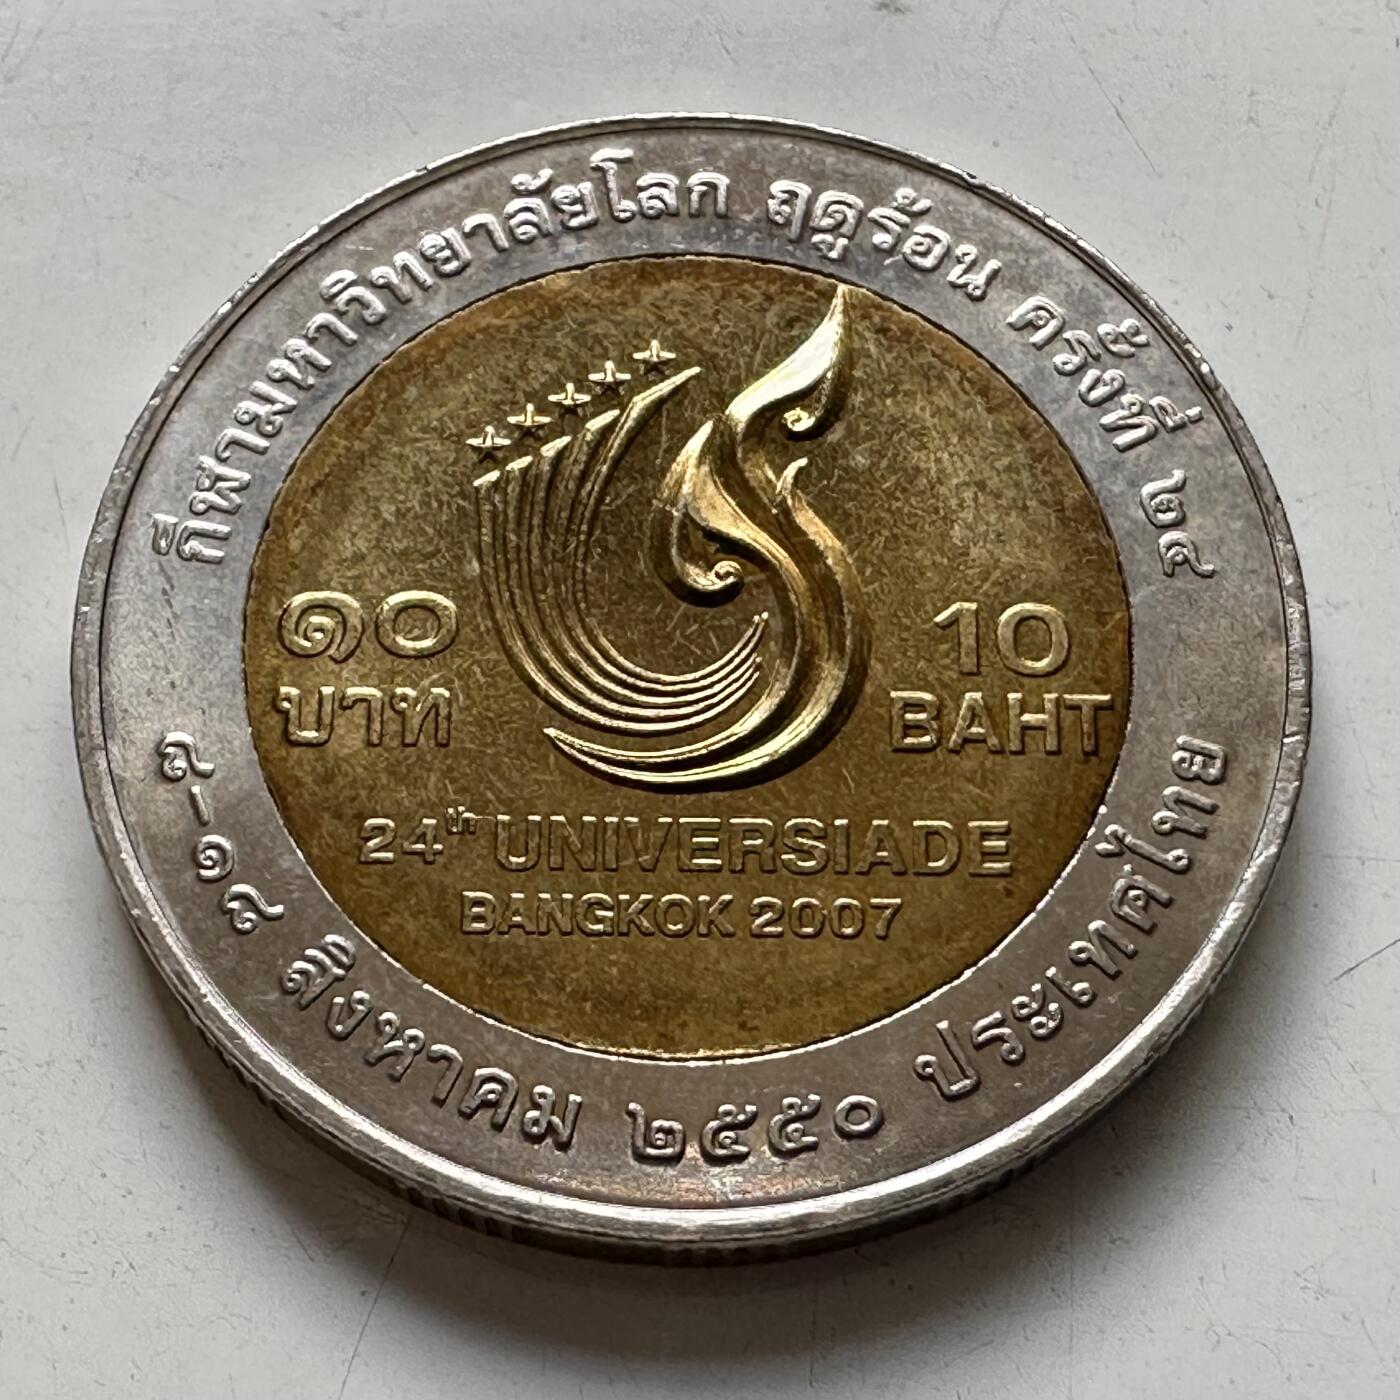 กีฬามหาวิทยาลัยโลก ฤดูร้อน ครั้งที่ ๒๔
๑๐
บาท
10
BAHT
24th UNIVERSIADE
BANGKOK 2007
๘-๑๘ สิงหาคม ๒๕๕๐ ประเทศไทย